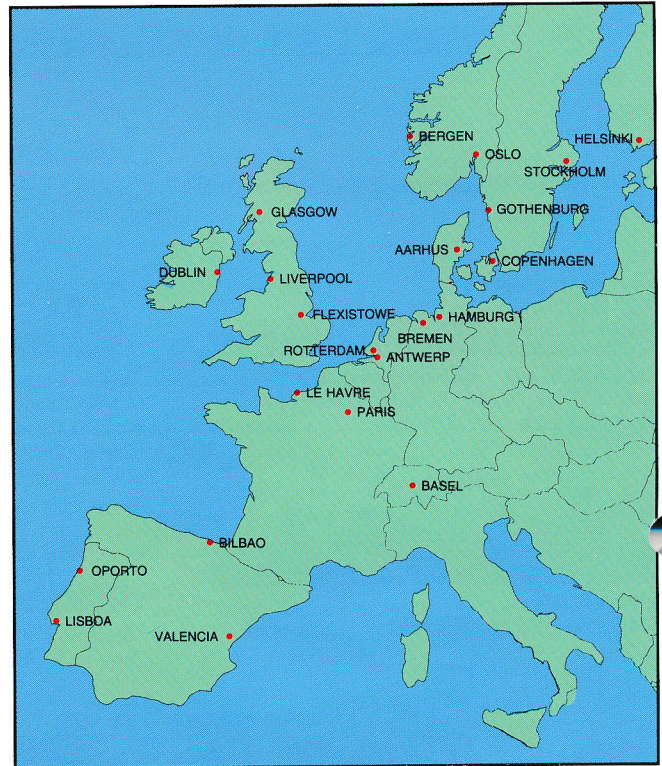 BERGEN
HELSINKI
OSLO
STOCKHOLM
GLASGOW
GOTHENBURG
AARHUS
COPENHAGEN
DUBLIN
LIVERPOOL
FLEXISTOWE
HAMBURG
BREMEN
ROTTERDAM
ANTWERP
LE HAVRE
PARIS
BASEL
BILBAO
OPORTO
LISBOA
VALENCIA